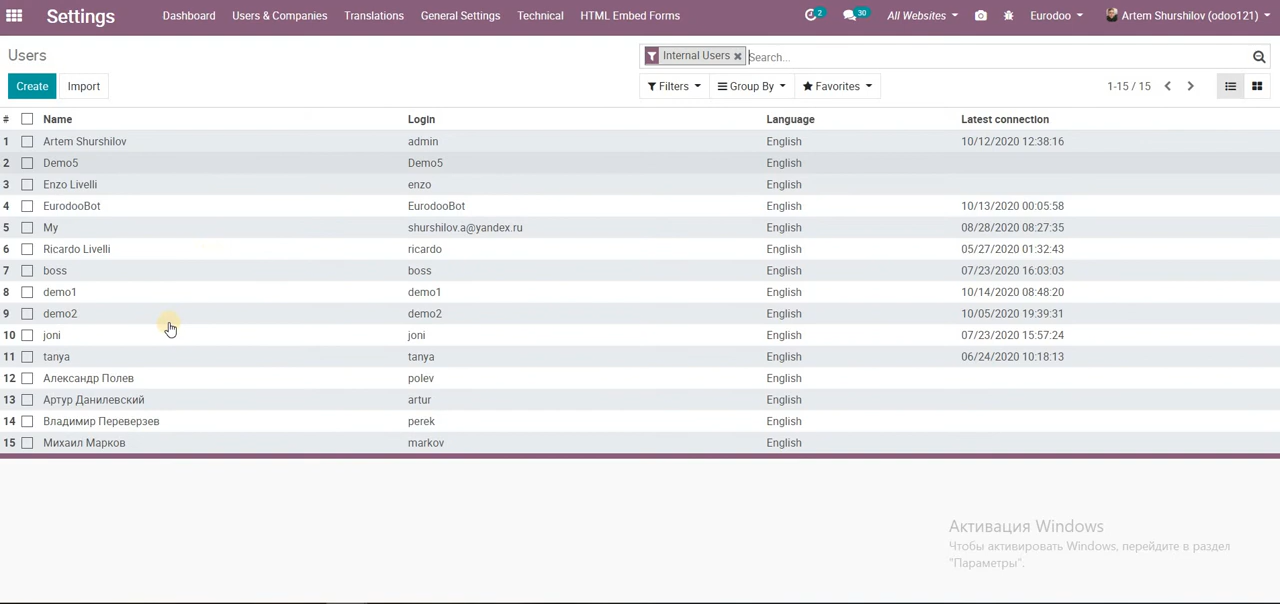 Settings Dashboard Users & Companies Translations General Settings Technical HTML Embed Forms 2 30 All Websites Eurodoo Artem Shurshilov (odoo121)
Users Internal Users Search...
Create Import Filters Group By Favorites 1-15 / 15
# Name Login Language Latest connection
1 Artem Shurshilov admin English 10/12/2020 12:38:16
2 Demo5 Demo5 English
3 Enzo Livelli enzo English
4 EurodooBot EurodooBot English 10/13/2020 00:05:58
5 My shurshilov.a@yandex.ru English 08/28/2020 08:27:35
6 Ricardo Livelli ricardo English 05/27/2020 01:32:43
7 boss boss English 07/23/2020 16:03:03
8 demo1 demo1 English 10/14/2020 08:48:20
9 demo2 demo2 English 10/05/2020 19:39:31
10 joni joni English 07/23/2020 15:57:24
11 tanya tanya English 06/24/2020 10:18:13
12 Александр Полев polev English
13 Артур Данилевский artur English
14 Владимир Переверзев perek English
15 Михаил Марков markov English
Активация Windows
Чтобы активировать Windows, перейдите в раздел
"Параметры".